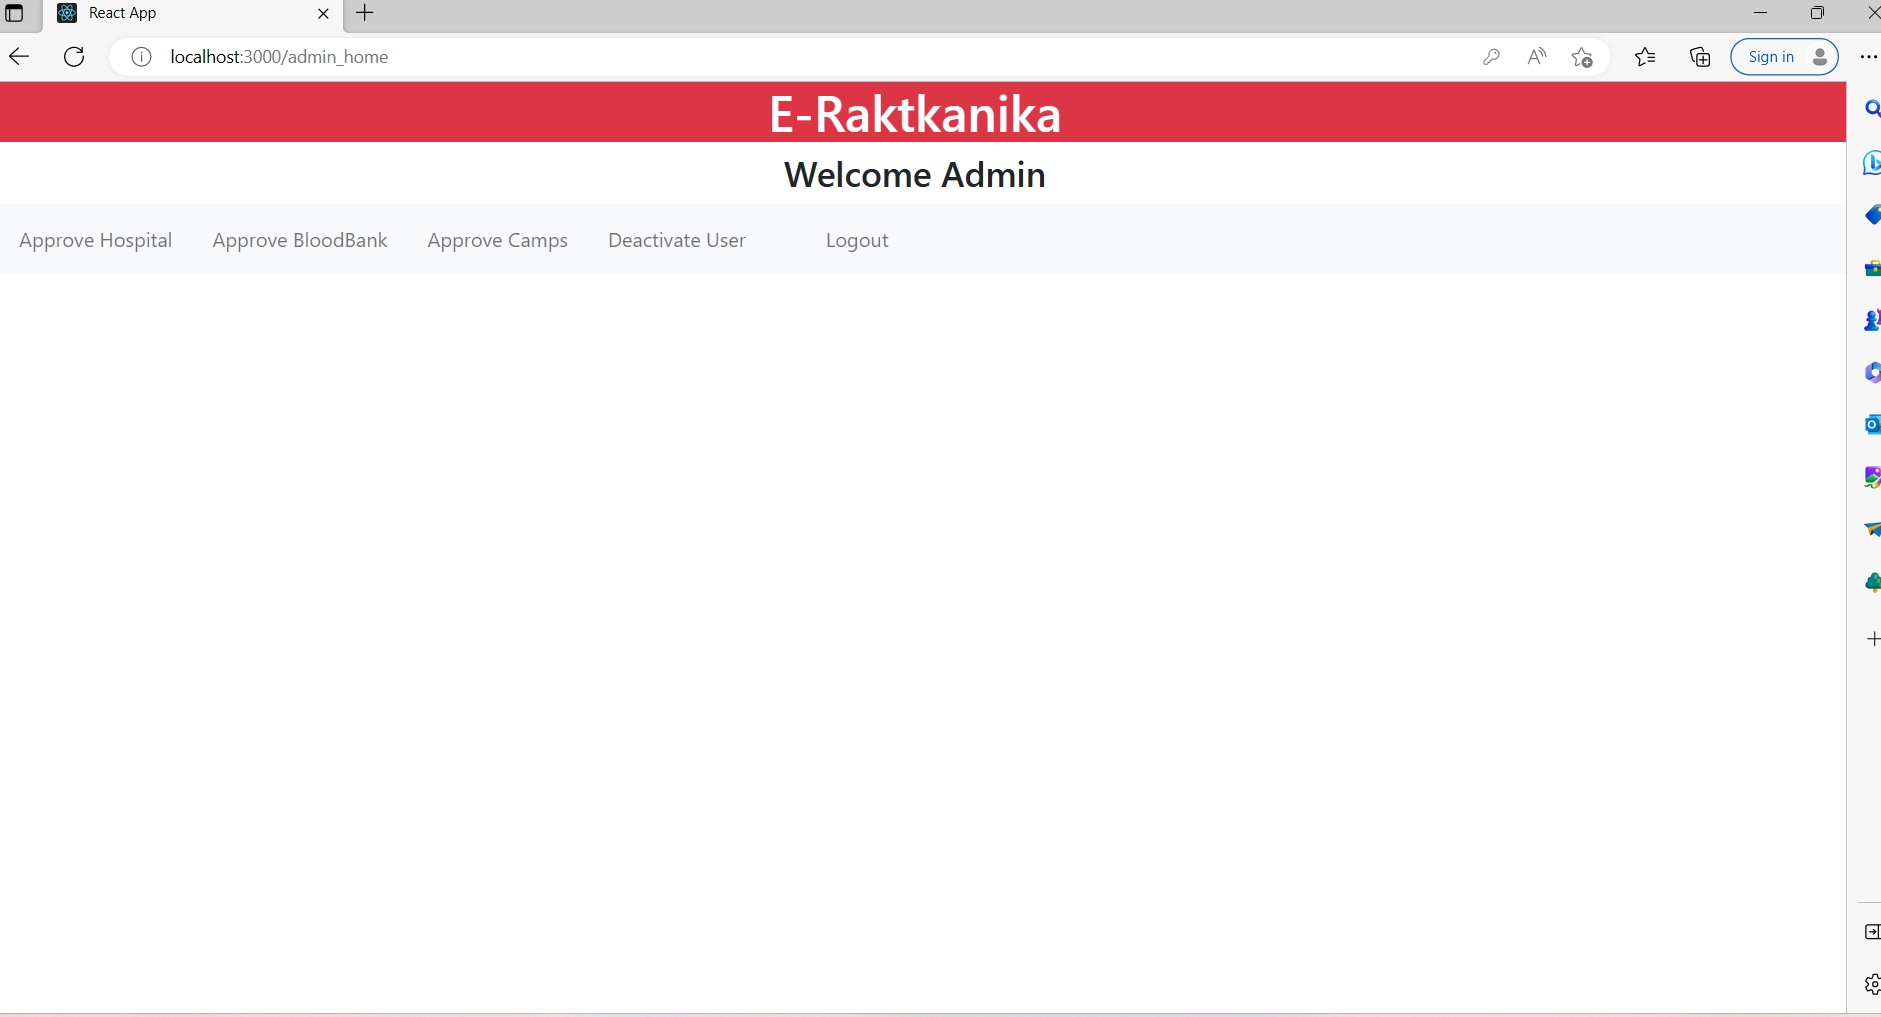 React App
localhost:3000/admin_home
Sign in
E-Raktkanika
Welcome Admin
Approve Hospital Approve BloodBank Approve Camps Deactivate User Logout